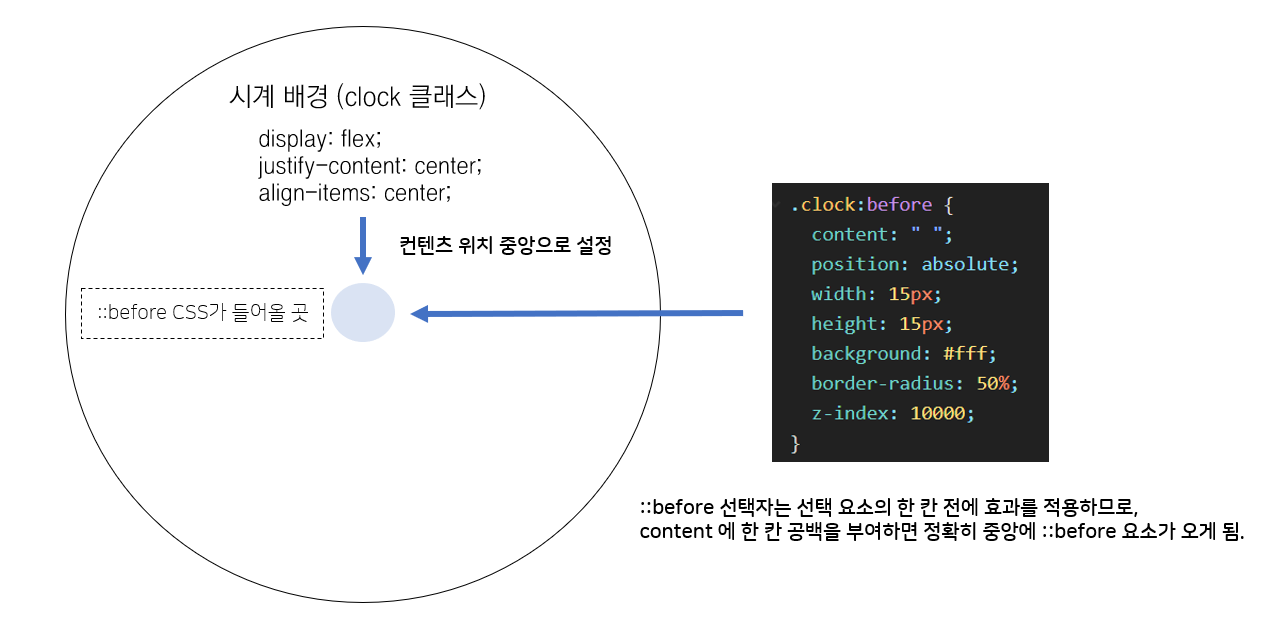 시계 배경 (clock 클래스)
display: flex;
justify-content: center;
align-items: center;
컨텐츠 위치 중앙으로 설정
::before CSS가 들어올 곳
.clock:before {
content: " ";
position: absolute;
width: 15px;
height: 15px;
background: #fff;
border-radius: 50%;
z-index: 10000;
}
::before 선택자는 선택 요소의 한 칸 전에 효과를 적용하므로,
content 에 한 칸 공백을 부여하면 정확히 중앙에 ::before 요소가 오게 됨.